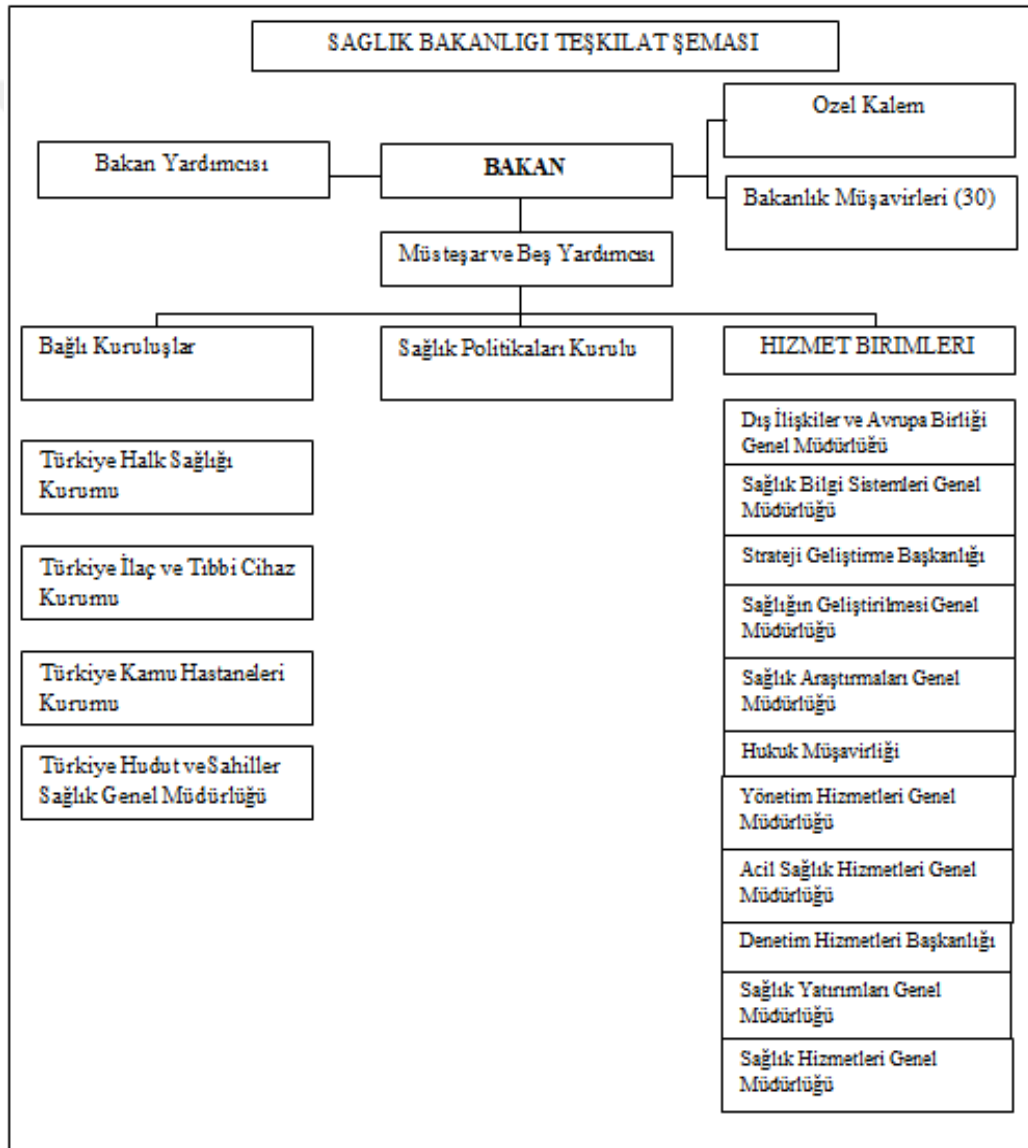 SAGLIK BAKANLIGI TEŞKILAT ŞEMASI
Ozel Kalem
Bakan Yardımcısı
BAKAN
Bakanlık Müşavirleri (30)
Müsteşar ve Beş Yardımcısı
Bağlı Kuruluşlar
Sağlık Politikaları Kurulu
HIZMET BIRIMLERI
Türkiye Halk Sağlığı
Kurumu
Türkiye İlaç ve Tıbbi Cihaz
Kurumu
Türkiye Kamu Hastaneleri
Kurumu
Türkiye Hudut ve Sahiller
Sağlık Genel Müdürlüğü
Dış İlişkiler ve Avrupa Birliği
Genel Müdürlüğü
Sağlık Bilgi Sistemleri Genel
Müdürlüğü
Strateji Geliştirme Başkanlığı
Sağlığın Geliştirilmesi Genel
Müdürlüğü
Sağlık Araştırmaları Genel
Müdürlüğü
Hukuk Müşavirliği
Yönetim Hizmetleri Genel
Müdürlüğü
Acil Sağlık Hizmetleri Genel
Müdürlüğü
Denetim Hizmetleri Başkanlığı
Sağlık Yatırımları Genel
Müdürlüğü
Sağlık Hizmetleri Genel
Müdürlüğü